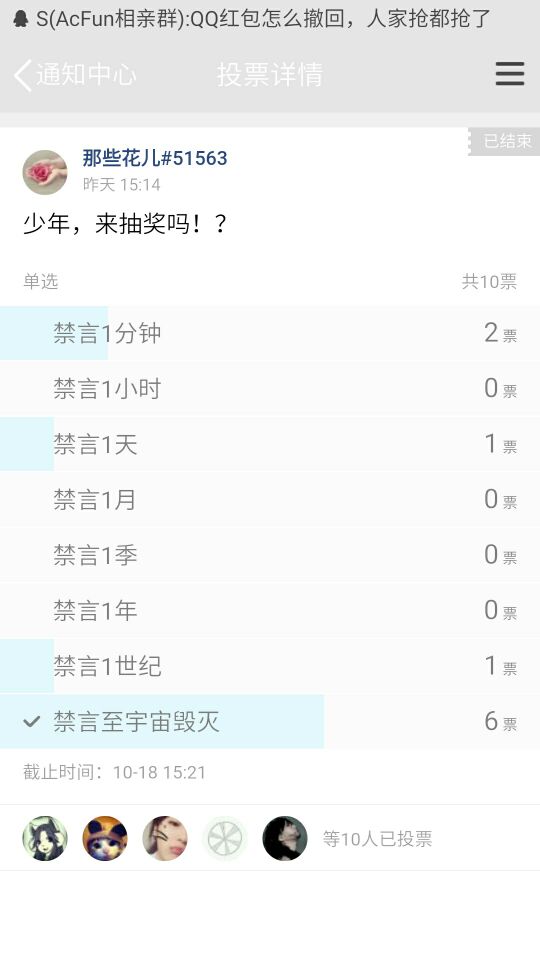 S(AcFun相亲群):QQ红包怎么撤回，人家抢都抢了
通知中心 投票详情
已结束
那些花儿#51563
昨天 15:14
少年，来抽奖吗！？
单选 共10票
禁言1分钟 2票
禁言1小时 0票
禁言1天 1票
禁言1月 0票
禁言1季 0票
禁言1年 0票
禁言1世纪 1票
禁言至宇宙毁灭 6票
截止时间：10-18 15:21
等10人已投票